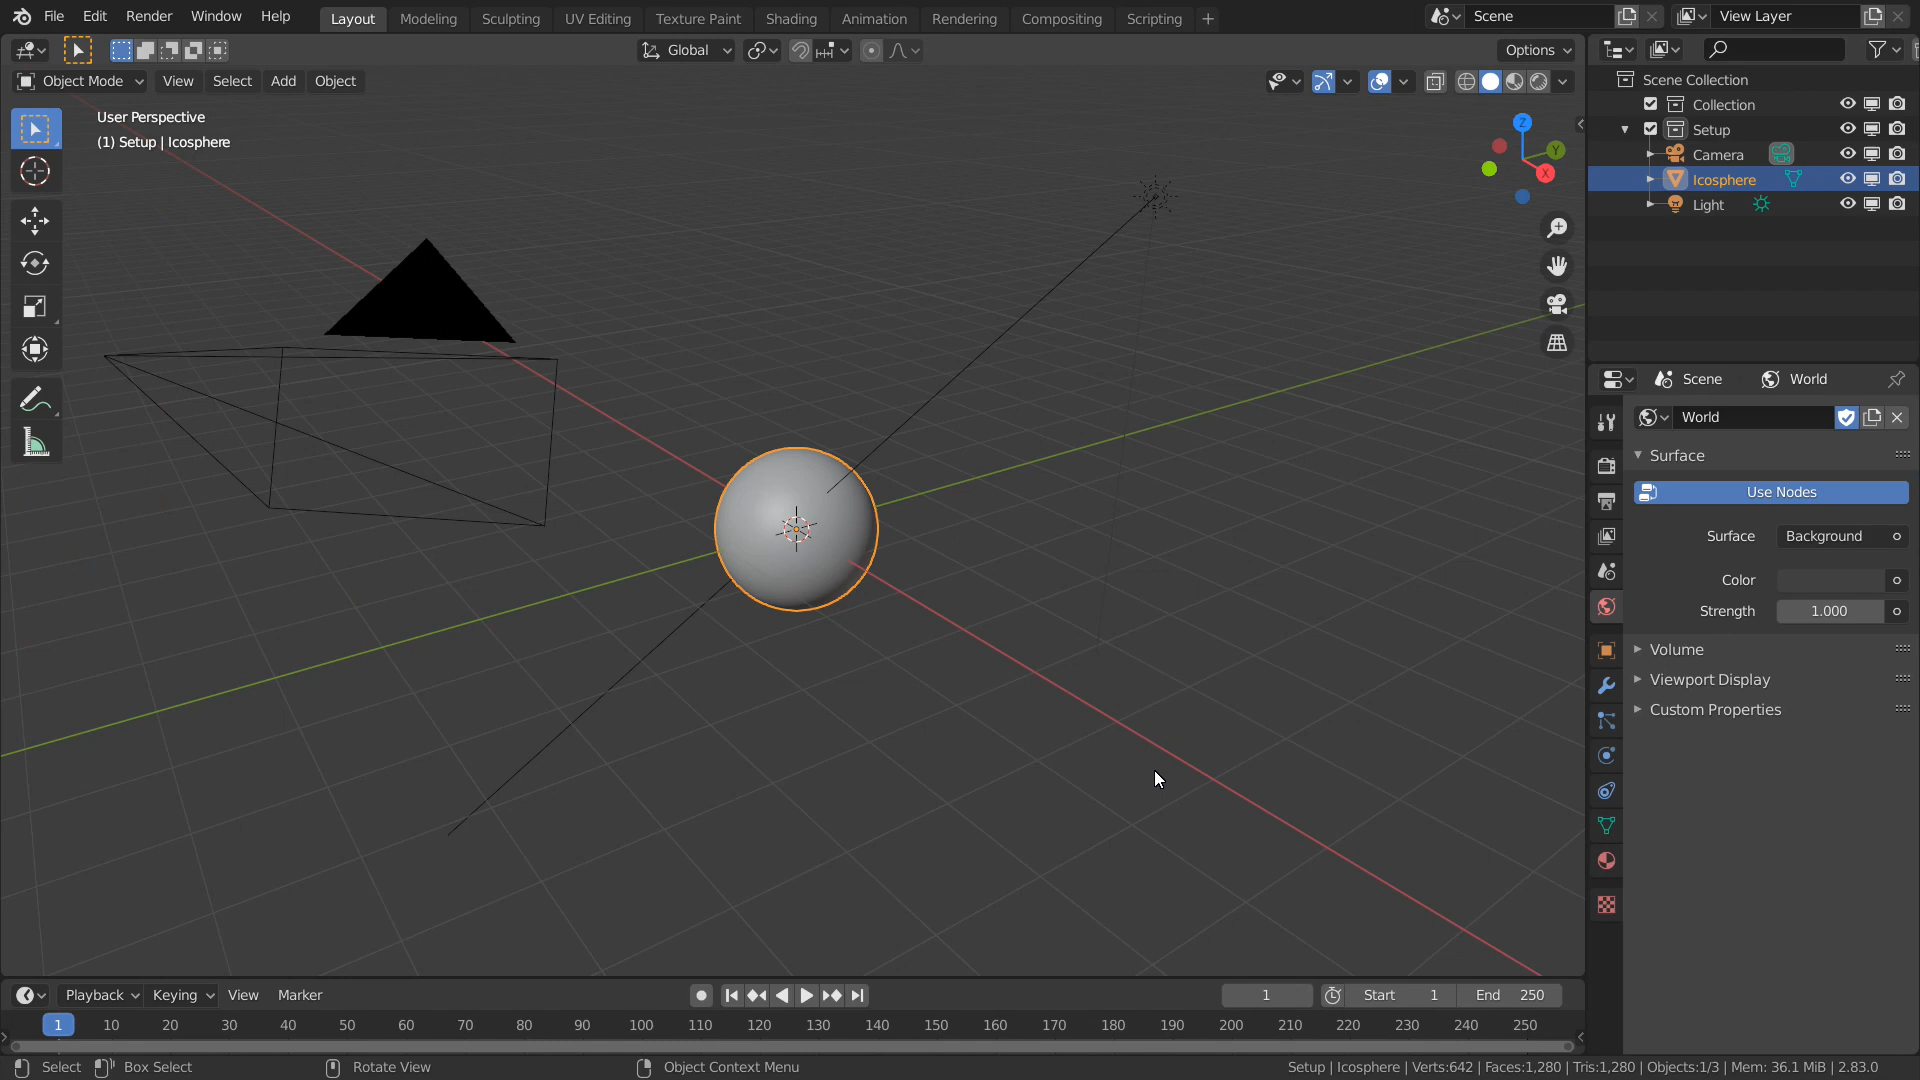 File Edit Render Window Help Layout Modeling Sculpting UV Editing Texture Paint Shading Animation Rendering Compositing Scripting + Scene View Layer
Global Options
Object Mode View Select Add Object
User Perspective
(1) Setup | Icosphere
Z
Y
X
Scene Collection
Collection
Setup
Camera
Icosphere
Light
Scene World
World
Surface
Use Nodes
Surface Background
Color
Strength 1.000
Volume
Viewport Display
Custom Properties
Playback Keying View Marker 1 Start 1 End 250
1 10 20 30 40 50 60 70 80 90 100 110 120 130 140 150 160 170 180 190 200 210 220 230 240 250
Select Box Select Rotate View Object Context Menu Setup | Icosphere | Verts:642 | Faces:1,280 | Tris:1,280 | Objects:1/3 | Mem: 36.1 MiB | 2.83.0